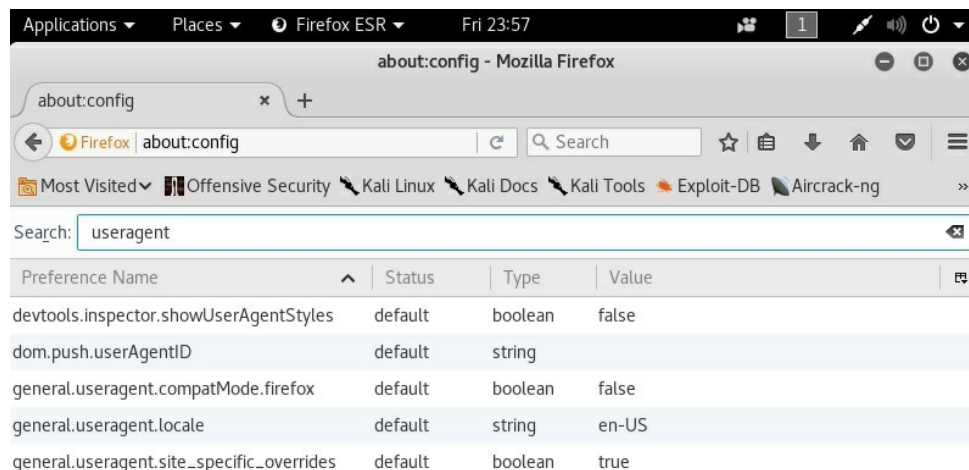 Applications Places Firefox ESR Fri 23:57 1
about:config - Mozilla Firefox
about:config
Firefox about:config Search
Most Visited Offensive Security Kali Linux Kali Docs Kali Tools Exploit-DB Aircrack-ng »
Search: useragent
Preference Name Status Type Value
devtools.inspector.showUserAgentStyles default boolean false
dom.push.userAgentID default string
general.useragent.compatMode.firefox default boolean false
general.useragent.locale default string en-US
general.useragent.site_specific_overrides default boolean true